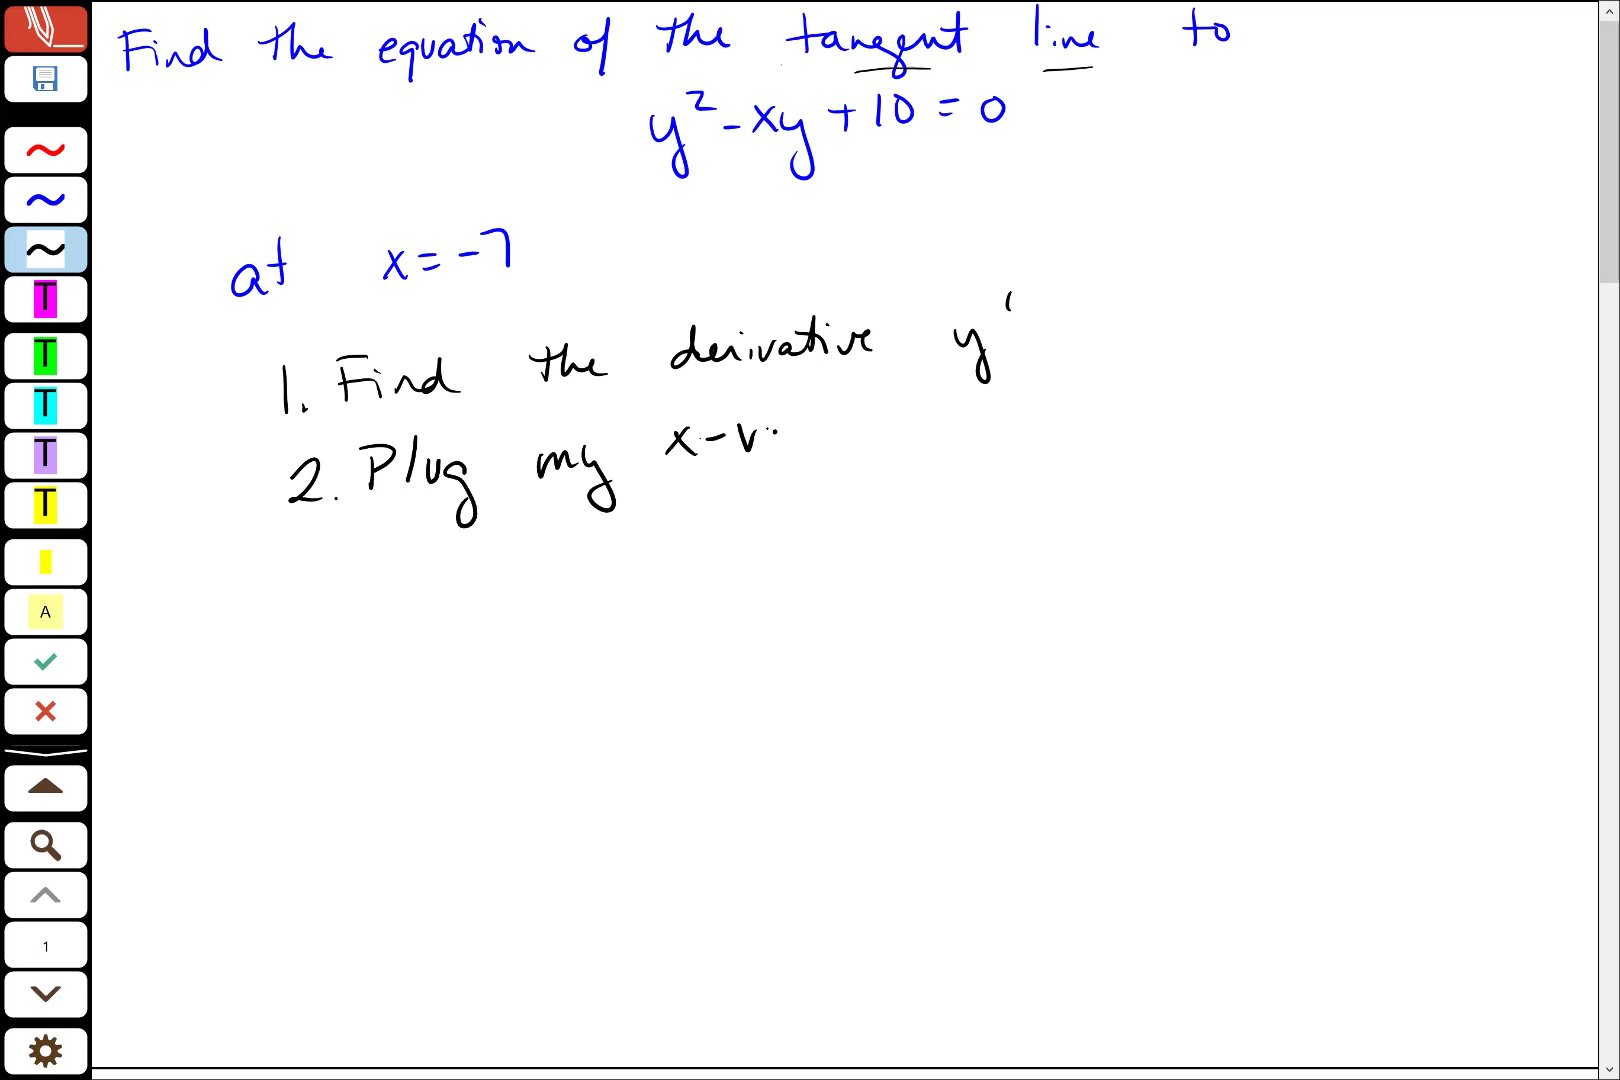 Find the equation of the tangent line to
y² - xy + 10 = 0
at x = -7
1. Find the derivative y'
2. Plug my x-v
T
T
T
T
T
A
1